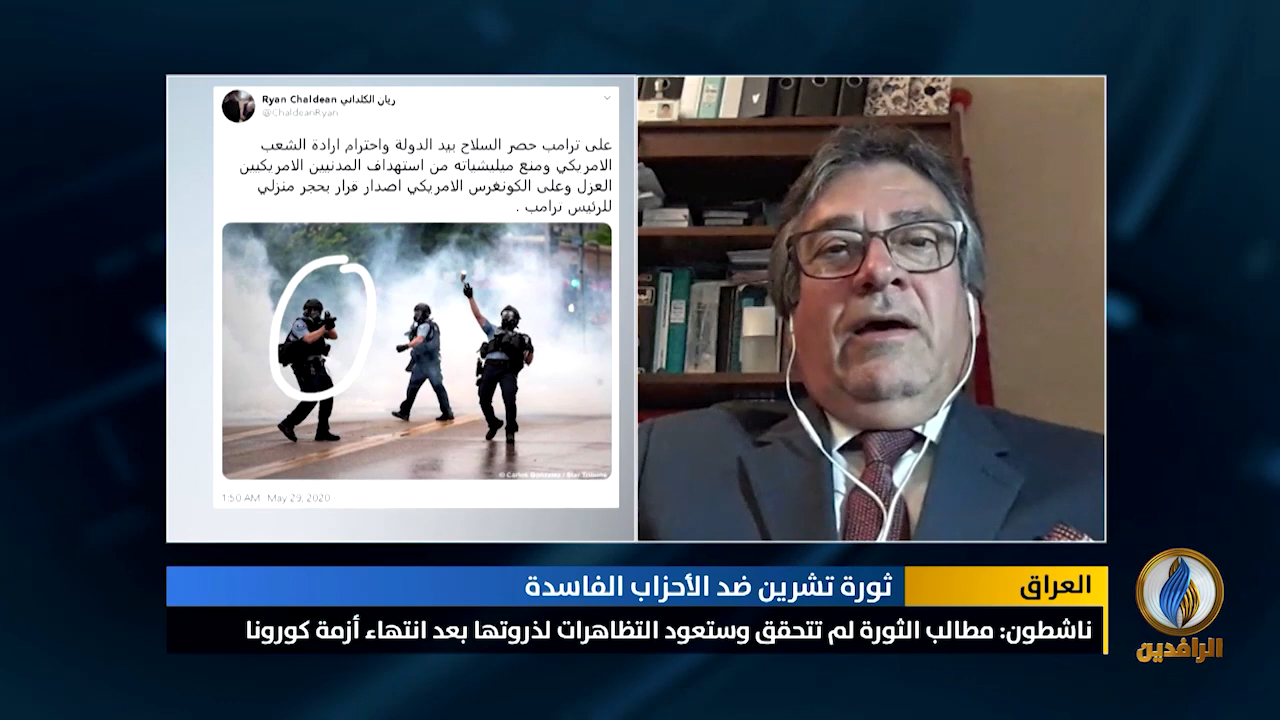 Ryan Chaldean ريان الكلداني
@ChaldeanRyan
على ترامب حصر السلاح بيد الدولة واحترام ارادة الشعب
الامريكي ومنع ميليشياته من استهداف المدنيين الامريكيين
العزل وعلى الكونغرس الامريكي اصدار قرار بحجر منزلي
للرئيس ترامب .
© Carlos Gonzalez / Star Tribune
1:50 AM · May 29, 2020
العراق
ثورة تشرين ضد الأحزاب الفاسدة
ناشطون: مطالب الثورة لم تتحقق وستعود التظاهرات لذروتها بعد انتهاء أزمة كورونا
الرافدين